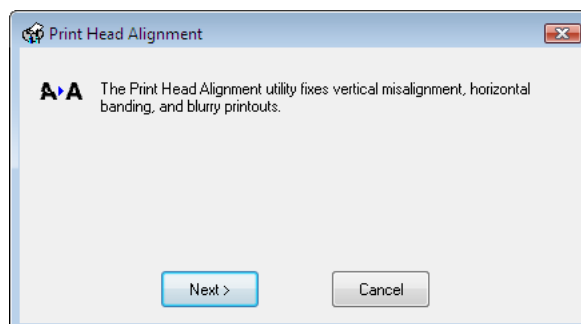 Print Head Alignment
A A The Print Head Alignment utility fixes vertical misalignment, horizontal
banding, and blurry printouts.
Next > Cancel